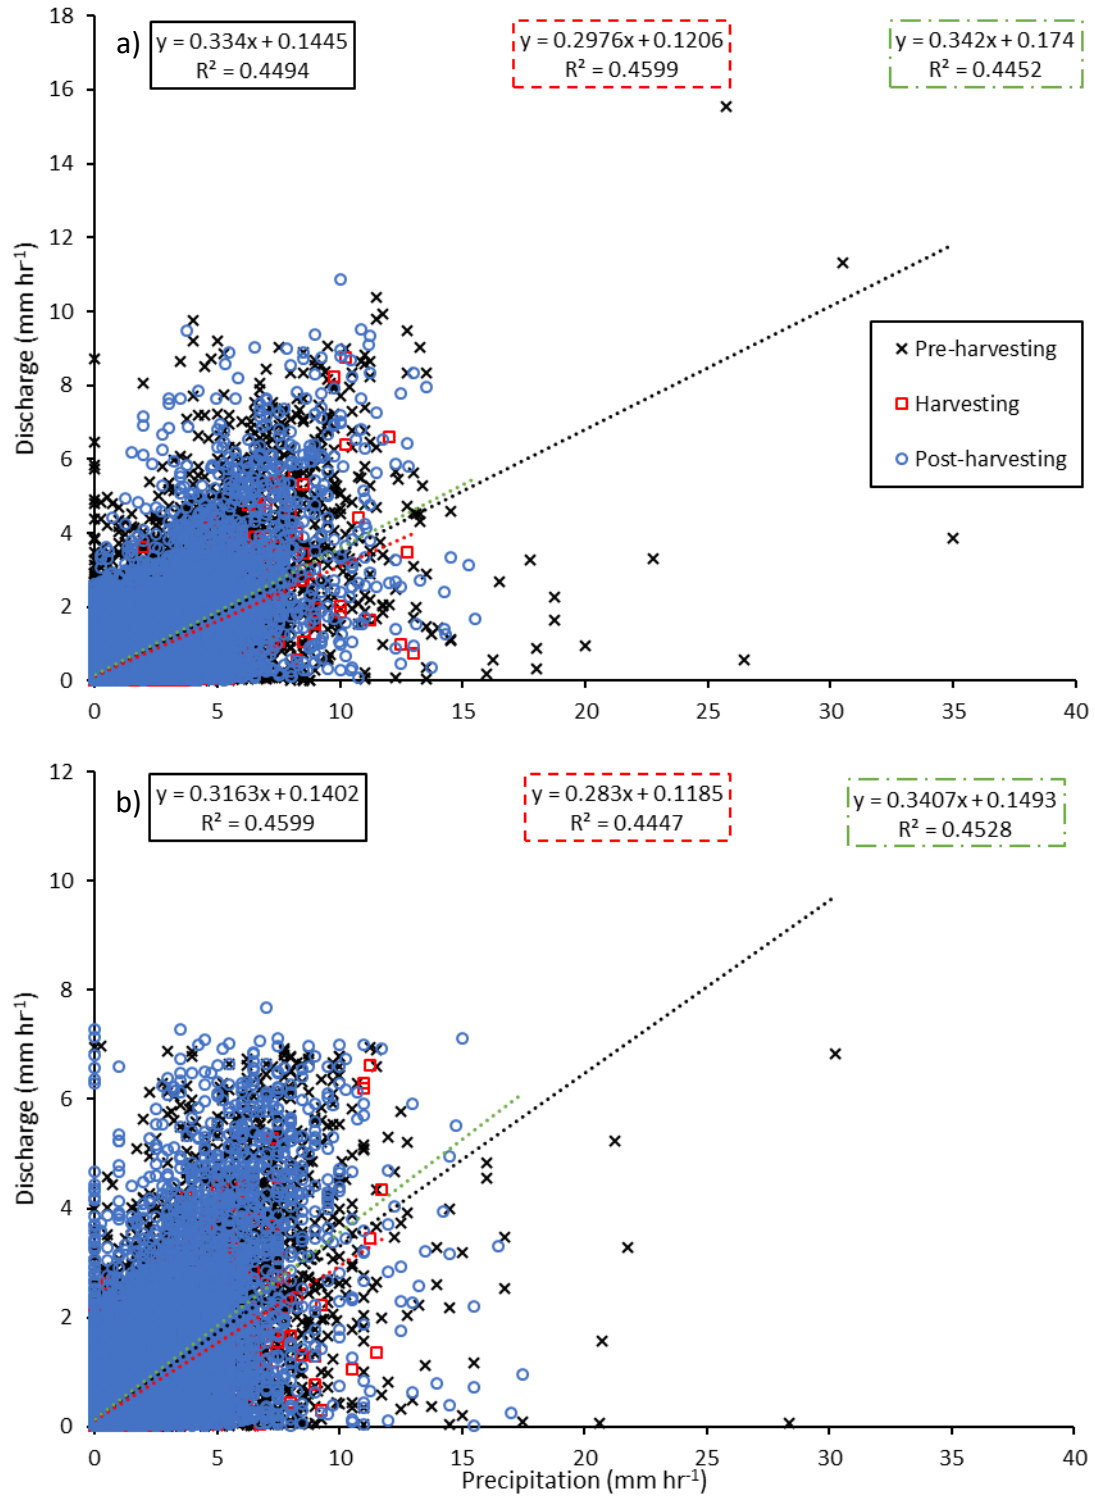 18
a)
y = 0.334x + 0.1445
R² = 0.4494
y = 0.2976x + 0.1206
R² = 0.4599
y = 0.342x + 0.174
R² = 0.4452
16
14
12
10
8
6
4
2
0
Discharge (mm hr⁻¹)
Pre-harvesting
Harvesting
Post-harvesting
0 5 10 15 20 25 30 35 40
12
b)
y = 0.3163x + 0.1402
R² = 0.4599
y = 0.283x + 0.1185
R² = 0.4447
y = 0.3407x + 0.1493
R² = 0.4528
10
8
6
4
2
0
Discharge (mm hr⁻¹)
0 5 10 15 20 25 30 35 40
Precipitation (mm hr⁻¹)